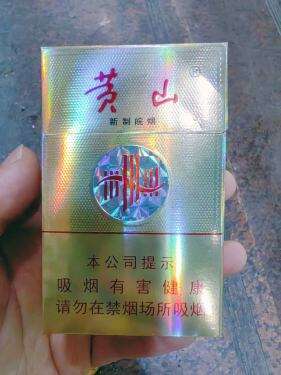 黄山®
新制皖烟
本公司提示
吸烟有害健康
请勿在禁烟场所吸烟